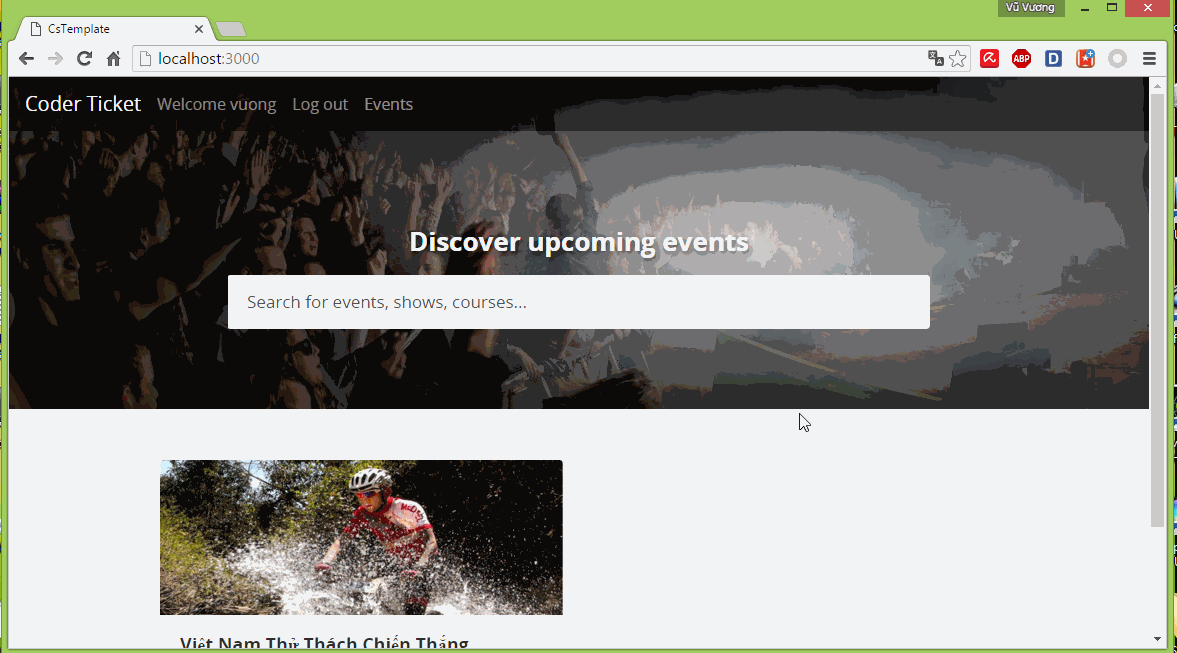 Vũ Vương
CsTemplate
localhost:3000
ABP
D
Coder Ticket Welcome vuong Log out Events
Discover upcoming events
Search for events, shows, courses...
Việt Nam Thử Thách Chiến Thắng